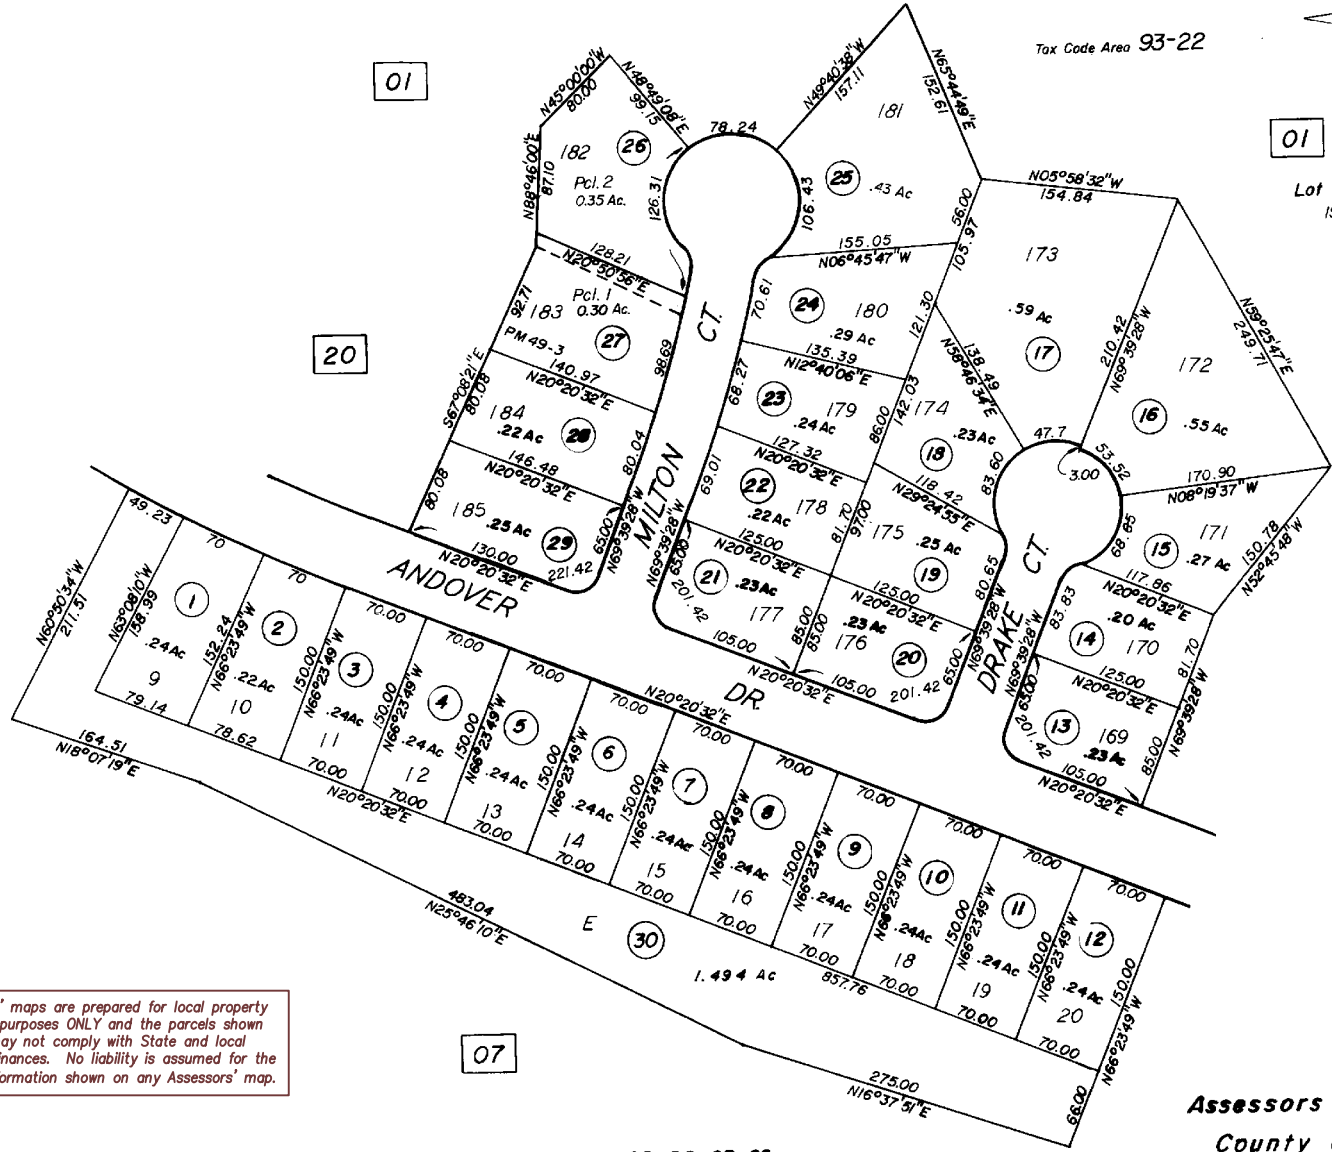 Tax Code Area 93-22
01
01
Lot
20
07
N45°00'00"W
80.00
N48°49'08"E
99.15
N88°46'00"E
87.10
182
26
Pcl. 2
0.35 Ac.
126.31
78.24
128.21
N20°50'56"E
Pcl. 1
0.30 Ac.
183
27
PM 49-3
92.71
98.69
140.97
N20°20'32"E
S67°08'21"E
80.08
184
.22 Ac
28
80.04
146.48
N20°20'32"E
80.08
185
.25 Ac
29
65.00
N69°39'28"W
130.00
N20°20'32"E
221.42
MILTON CT.
N49°40'38"W
157.11
N65°44'49"E
152.61
181
25
.43 Ac
106.43
56.00
105.97
155.05
N06°45'47"W
70.61
24
180
.29 Ac
121.30
135.39
N12°40'06"E
68.27
23
179
.24 Ac
86.00
142.03
127.32
N20°20'32"E
69.01
22
178
.22 Ac
81.70
97.00
125.00
N20°20'32"E
N69°39'28"W
65.08
21
.23 Ac
177
201.42
105.00
85.00
85.00
N20°20'32"E
N05°58'32"W
154.84
173
.59 Ac
17
138.49
N58°46'34"E
210.42
N69°39'28"W
47.7
3.00
53.52
N59°25'47"E
249.71
172
16
.55 Ac
170.90
N08°19'37"W
174
.23 Ac
18
83.60
118.42
N29°24'55"E
175
.25 Ac
19
80.65
125.00
N20°20'32"E
.23 Ac
176
20
65.00
N69°39'28"W
105.00
201.42
DRAKE CT.
68.85
15
171
.27 Ac
150.78
N52°43'48"W
117.86
N20°20'32"E
83.83
.20 Ac
14
170
81.70
125.00
N20°20'32"E
N69°39'28"W
65.00
13
169
.23 Ac
201.42
105.00
N20°20'32"E
85.00
N69°39'28"W
ANDOVER DR.
N20°20'32"E
49.23
70
70
70.00
70.00
70.00
70.00
70.00
70.00
70.00
70.00
70.00
70.00
N60°50'34"W
211.51
N63°08'10"W
158.99
1
.24 Ac
9
79.14
152.24
N66°23'49"W
2
.22 Ac
10
78.62
150.00
N66°23'49"W
3
.24 Ac
11
70.00
150.00
N66°23'49"W
4
.24 Ac
12
70.00
N20°20'32"E
150.00
N66°23'49"W
5
.24 Ac
13
70.00
150.00
N66°23'49"W
6
.24 Ac
14
70.00
150.00
N66°23'49"W
7
.24 Ac
15
70.00
150.00
N66°23'49"W
8
.24 Ac
16
70.00
150.00
N66°23'49"W
9
.24 Ac
17
70.00
150.00
N66°23'49"W
10
.24 Ac
18
70.00
150.00
N66°23'49"W
11
.24 Ac
19
70.00
150.00
N66°23'49"W
12
.24 Ac
20
70.00
150.00
N66°23'49"W
857.76
164.51
N18°07'19"E
483.04
N25°46'10"E
E
30
1.494 Ac
275.00
N16°37'51"E
66.00
' maps are prepared for local property
purposes ONLY and the parcels shown
ay not comply with State and local
inances. No liability is assumed for the
formation shown on any Assessors' map.
Assessors
County